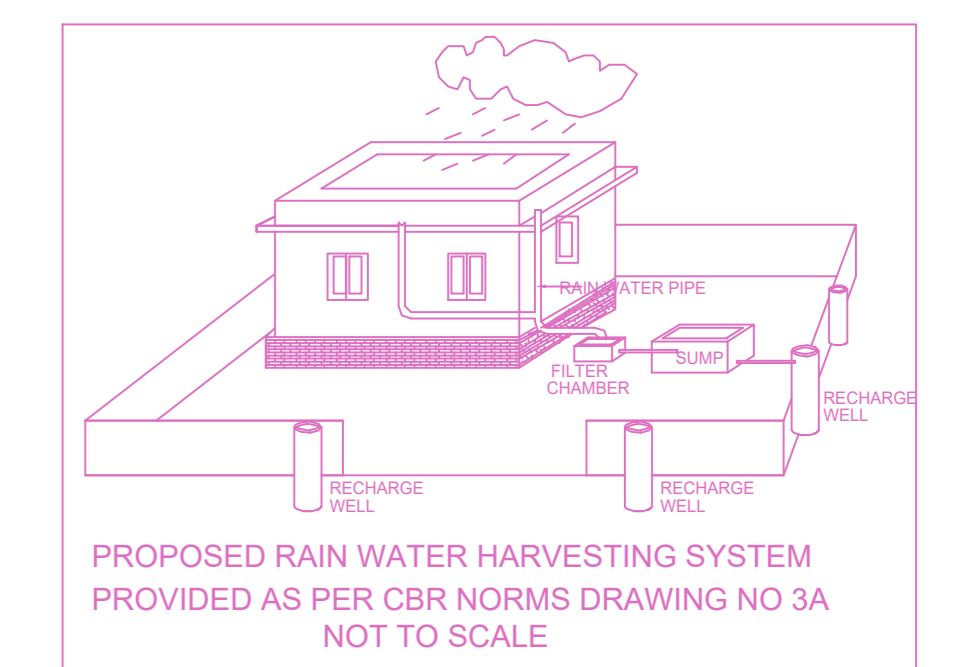 RAIN WATER PIPE
SUMP
FILTER
CHAMBER
RECHARGE
WELL
RECHARGE
WELL
RECHARGE
WELL
PROPOSED RAIN WATER HARVESTING SYSTEM
PROVIDED AS PER CBR NORMS DRAWING NO 3A
NOT TO SCALE